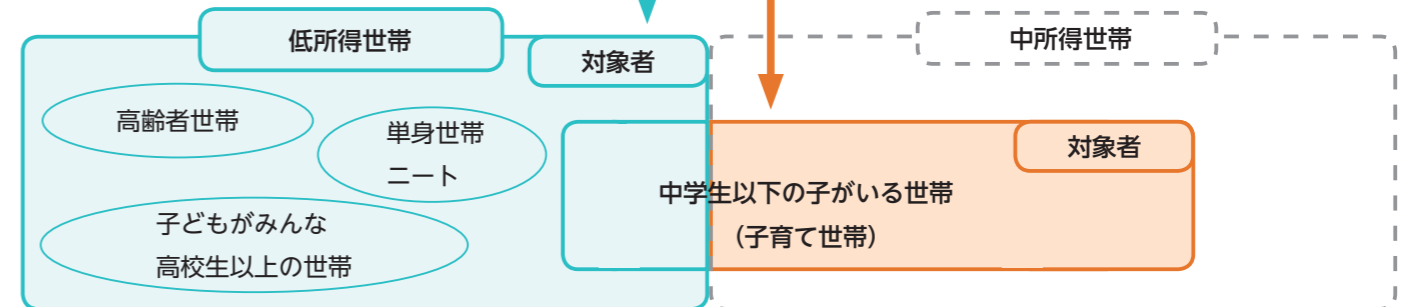 低所得世帯
対象者
中所得世帯
高齢者世帯
単身世帯
ニート
対象者
中学生以下の子がいる世帯
（子育て世帯）
子どもがみんな
高校生以上の世帯